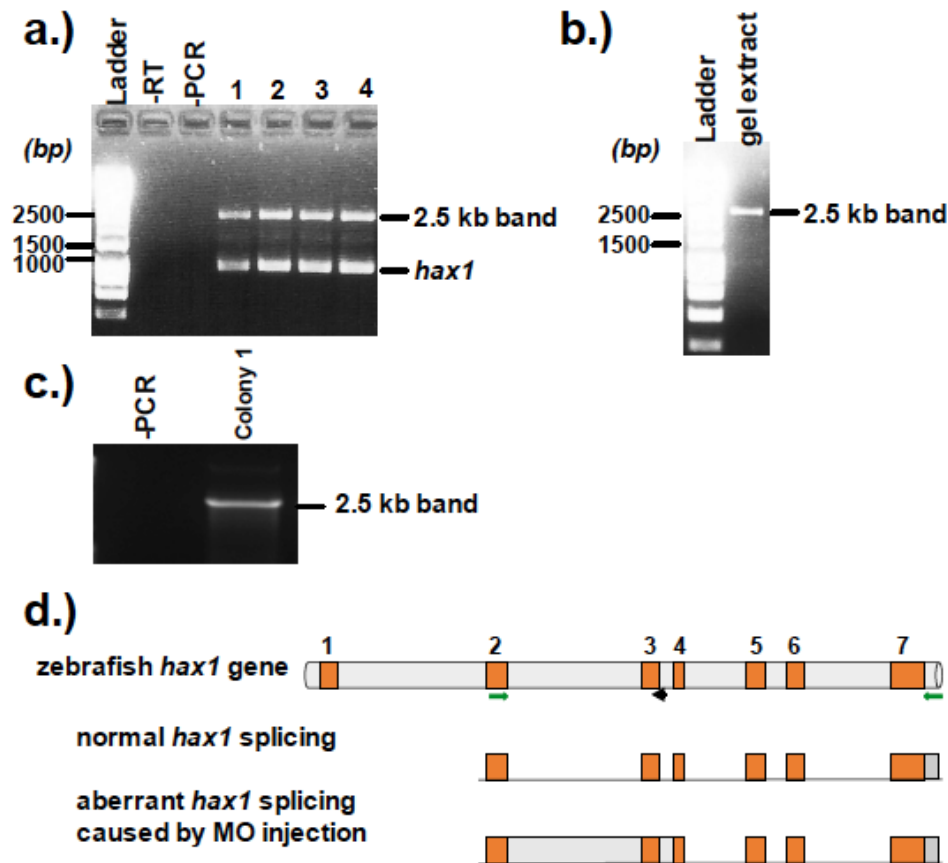 a.)
Ladder
-RT
-PCR
1 2 3 4
(bp)
2500
1500
1000
2.5 kb band
hax1
b.)
Ladder
gel extract
(bp)
2500
1500
2.5 kb band
c.)
-PCR
Colony 1
2.5 kb band
d.)
1 2 3 4 5 6 7
zebrafish hax1 gene
normal hax1 splicing
aberrant hax1 splicing
caused by MO injection